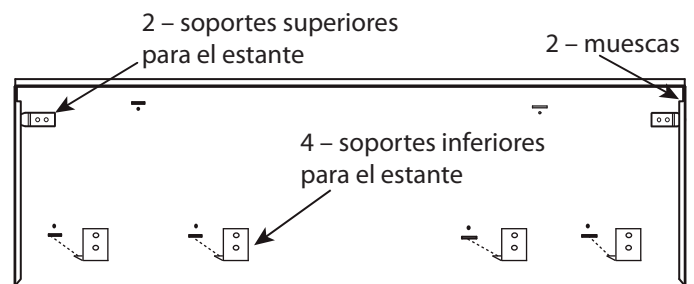 2 – soportes superiores
para el estante
2 – muescas
4 – soportes inferiores
para el estante